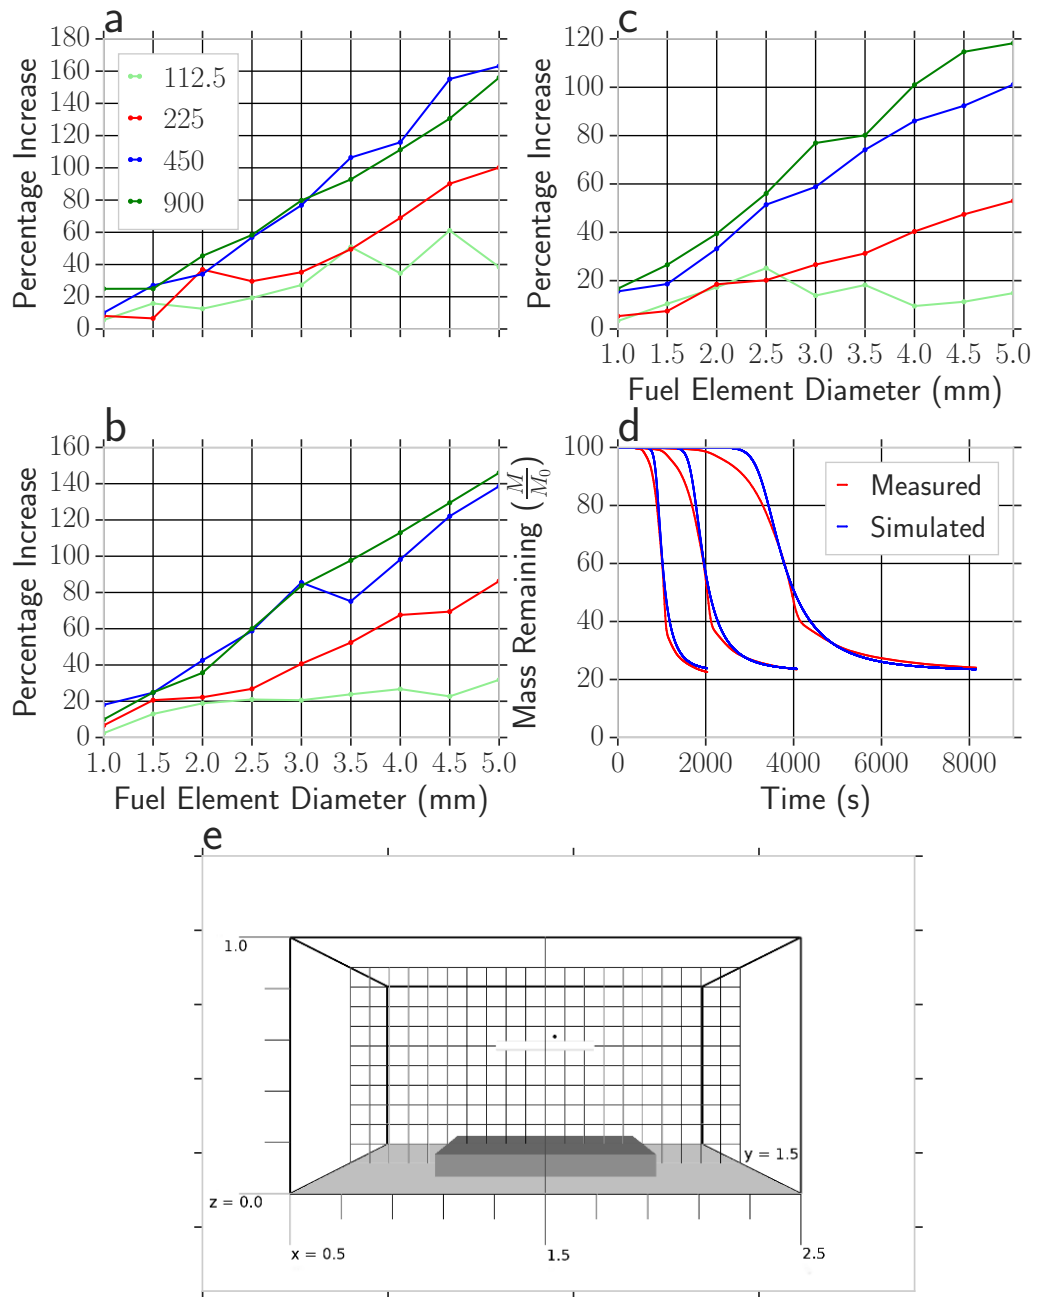 a
180
160
140
120
100
80
60
40
20
0
Percentage Increase
112.5
225
450
900
c
120
100
80
60
40
20
0
Percentage Increase
1.0 1.5 2.0 2.5 3.0 3.5 4.0 4.5 5.0
Fuel Element Diameter (mm)
b
160
140
120
100
80
60
40
20
0
Percentage Increase
1.0 1.5 2.0 2.5 3.0 3.5 4.0 4.5 5.0
Fuel Element Diameter (mm)
d
100
80
60
40
20
0
Mass Remaining (M/M₀)
Measured
Simulated
0 2000 4000 6000 8000
Time (s)
e
1.0
y = 1.5
z = 0.0
x = 0.5 1.5 2.5